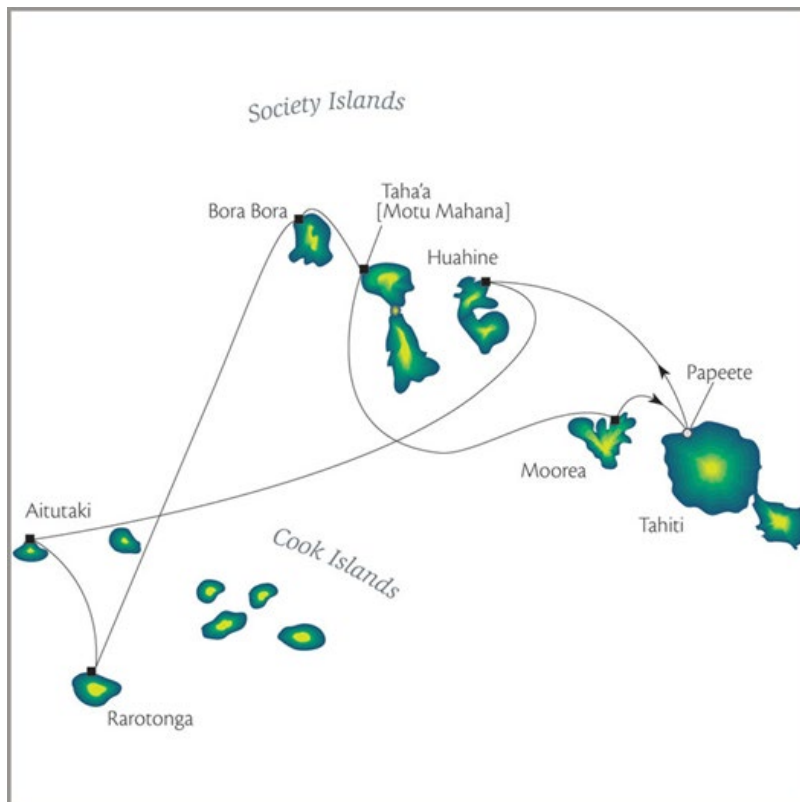 Society Islands
Taha'a
[Motu Mahana]
Bora Bora
Huahine
Papeete
Moorea
Tahiti
Aitutaki
Cook Islands
Rarotonga